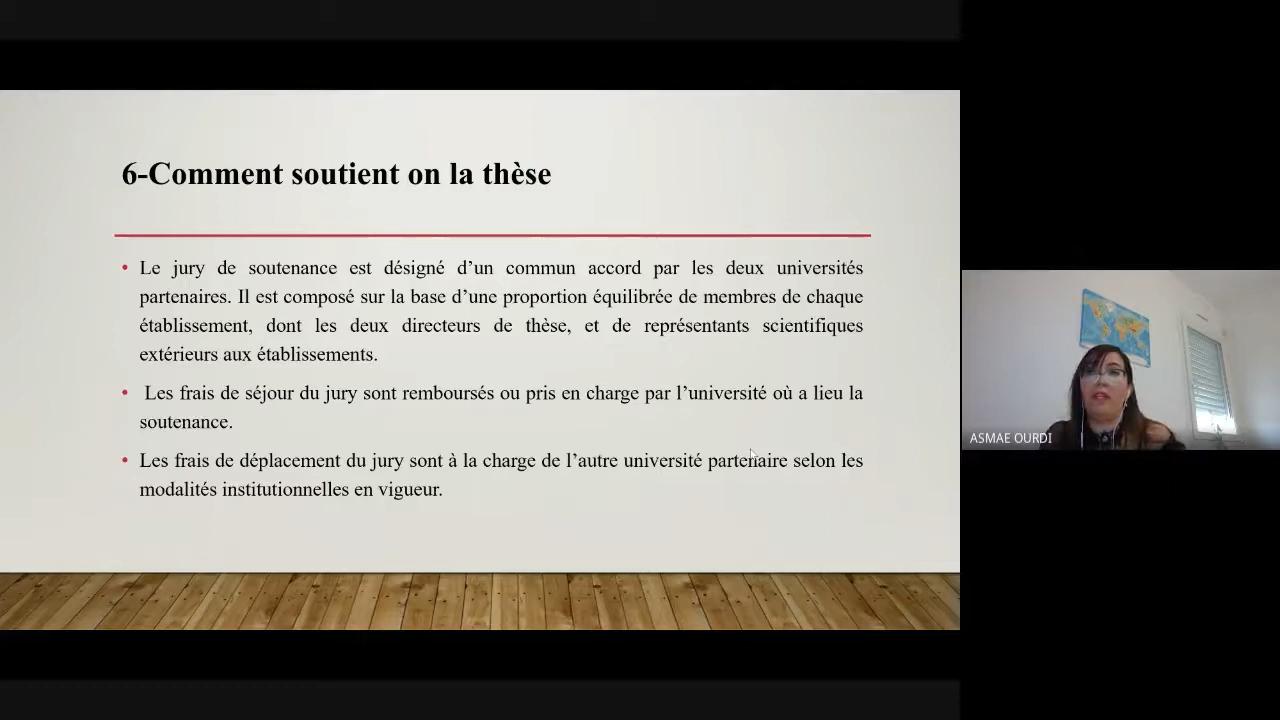 6-Comment soutient on la thèse
• Le jury de soutenance est désigné d’un commun accord par les deux universités
partenaires. Il est composé sur la base d’une proportion équilibrée de membres de chaque
établissement, dont les deux directeurs de thèse, et de représentants scientifiques
extérieurs aux établissements.
• Les frais de séjour du jury sont remboursés ou pris en charge par l’université où a lieu la
soutenance.
• Les frais de déplacement du jury sont à la charge de l’autre université partenaire selon les
modalités institutionnelles en vigueur.
ASMAE OURDI